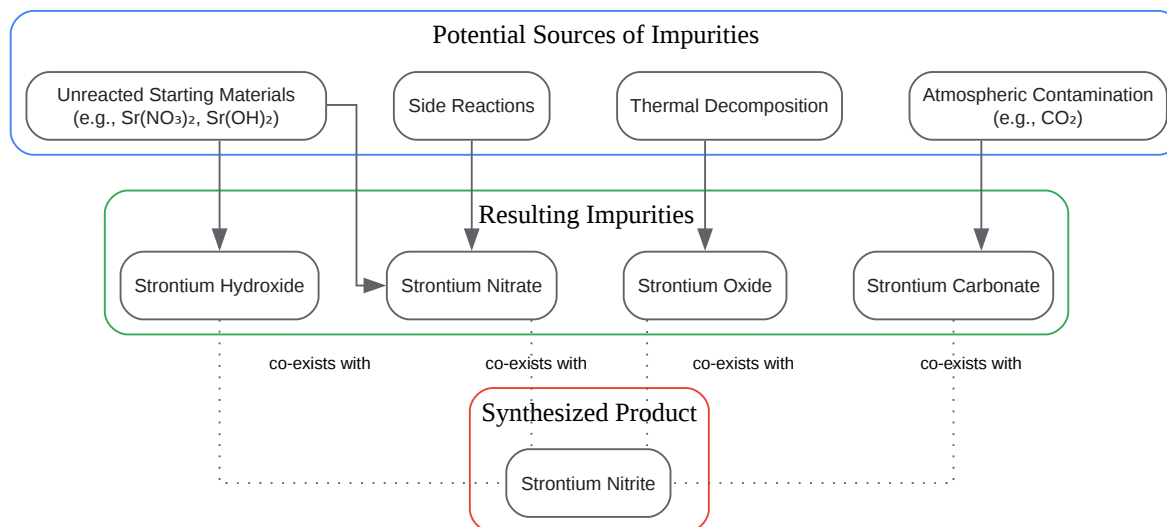 Potential Sources of Impurities
Unreacted Starting Materials
(e.g., Sr(NO₃)₂, Sr(OH)₂)
Side Reactions
Thermal Decomposition
Atmospheric Contamination
(e.g., CO₂)
Resulting Impurities
Strontium Hydroxide
Strontium Nitrate
Strontium Oxide
Strontium Carbonate
co-exists with
co-exists with
co-exists with
co-exists with
Synthesized Product
Strontium Nitrite